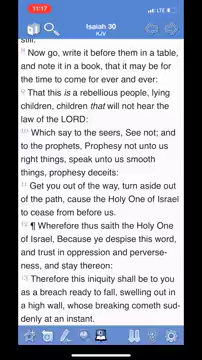 11:17
LTE
Isaiah 30
KJV
still.
8 Now go, write it before them in a table,
and note it in a book, that it may be for
the time to come for ever and ever:
9 That this is a rebellious people, lying
children, children that will not hear the
law of the LORD:
10 Which say to the seers, See not; and to
the prophets, Prophesy not unto us
right things, speak unto us smooth
things, prophesy deceits:
11 Get you out of the way, turn aside out
of the path, cause the Holy One of Israel
to cease from before us.
12 ¶ Wherefore thus saith the Holy One
of Israel, Because ye despise this word,
and trust in oppression and perverse-
ness, and stay thereon:
13 Therefore this iniquity shall be to you
as a breach ready to fall, swelling out in
a high wall, whose breaking cometh sud-
denly at an instant.